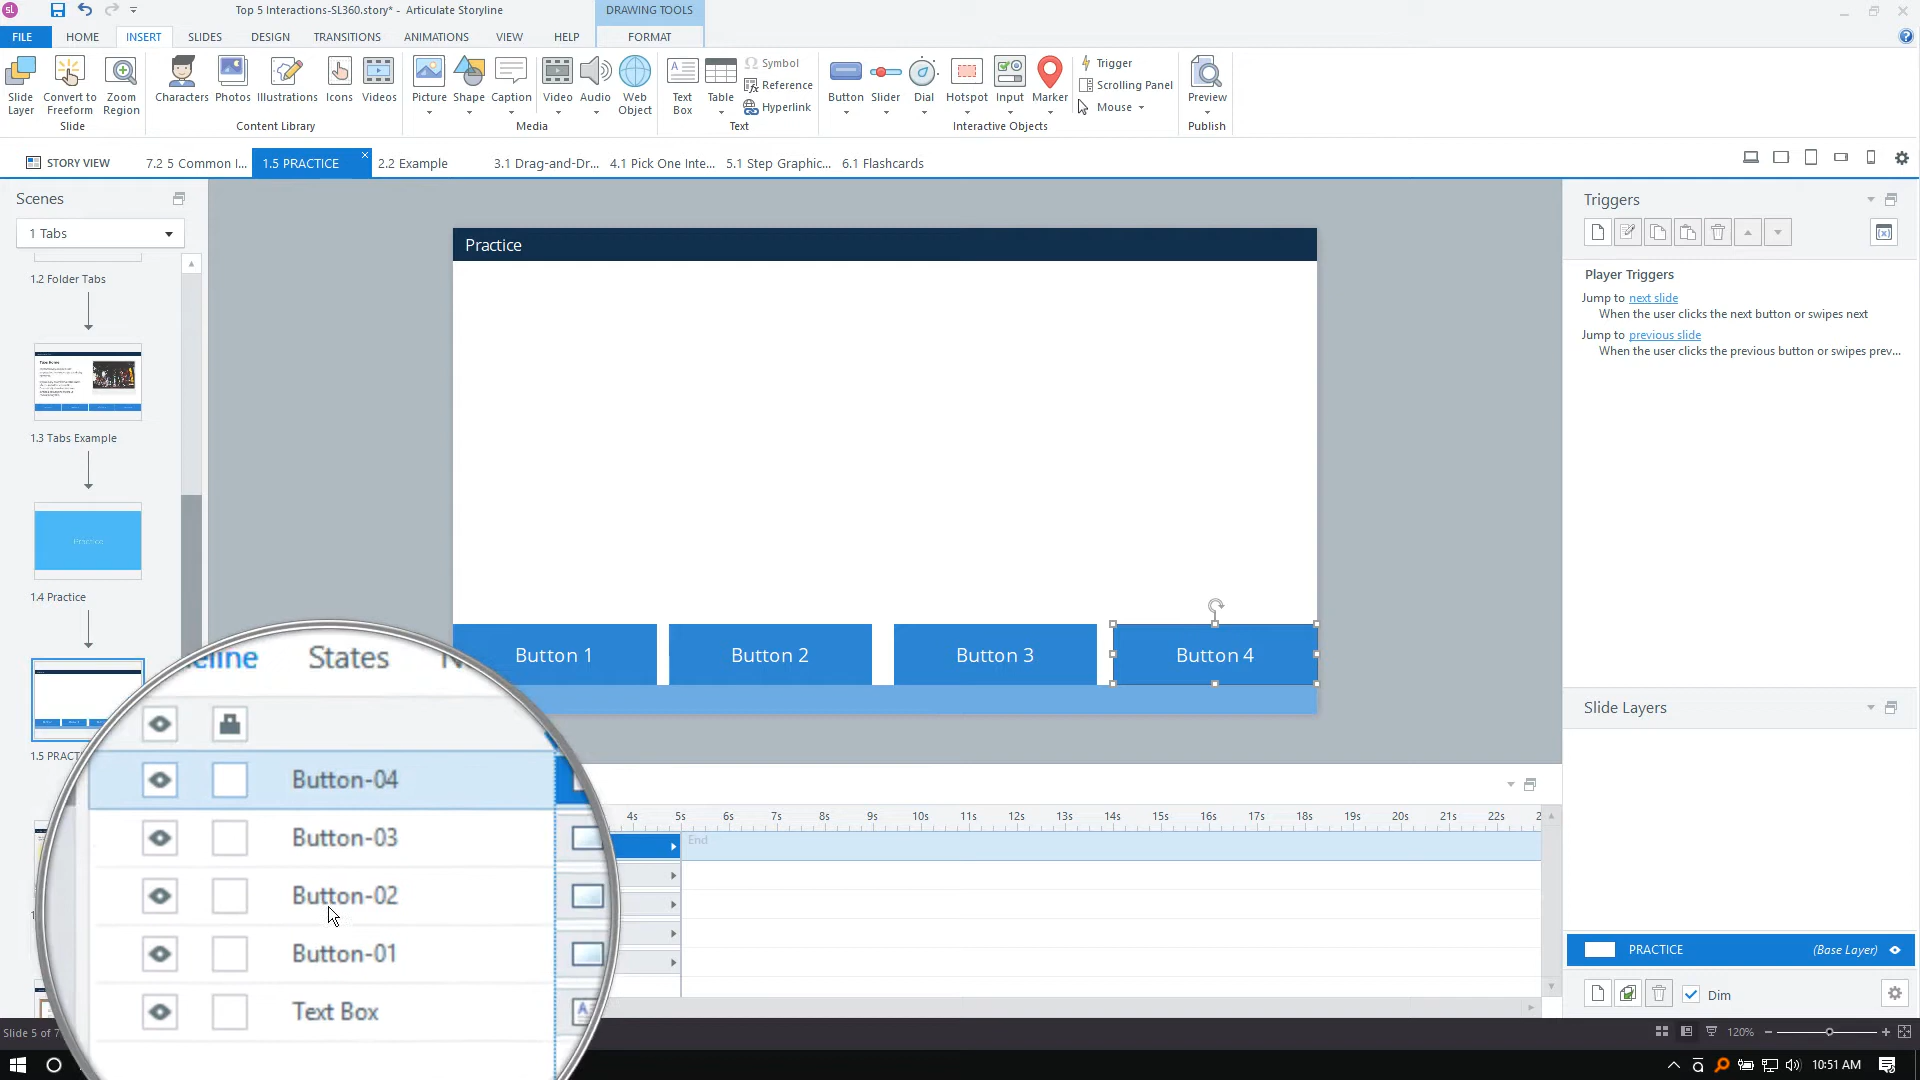 SL
Top 5 Interactions-SL360.story* - Articulate Storyline
DRAWING TOOLS
FILE
HOME
INSERT
SLIDES
DESIGN
TRANSITIONS
ANIMATIONS
VIEW
HELP
FORMAT
Slide Layer
Convert to Freeform
Zoom Region
Slide
Characters
Photos
Illustrations
Icons
Videos
Content Library
Picture
Shape
Caption
Video
Audio
Web Object
Media
Text Box
Table
Symbol
Reference
Hyperlink
Text
Button
Slider
Dial
Hotspot
Input
Marker
Trigger
Scrolling Panel
Mouse
Interactive Objects
Preview
Publish
STORY VIEW
7.2 5 Common I...
1.5 PRACTICE
2.2 Example
3.1 Drag-and-Dr...
4.1 Pick One Inte...
5.1 Step Graphic...
6.1 Flashcards
Scenes
1 Tabs
1.2 Folder Tabs
1.3 Tabs Example
Practice
1.4 Practice
1.5 PRACT
Practice
Button 1
Button 2
Button 3
Button 4
Triggers
Player Triggers
Jump to next slide
When the user clicks the next button or swipes next
Jump to previous slide
When the user clicks the previous button or swipes prev...
Slide Layers
PRACTICE
(Base Layer)
Dim
eline
States
Button-04
Button-03
Button-02
Button-01
Text Box
4s 5s 6s 7s 8s 9s 10s 11s 12s 13s 14s 15s 16s 17s 18s 19s 20s 21s 22s 2
End
Slide 5 of 7
120%
10:51 AM